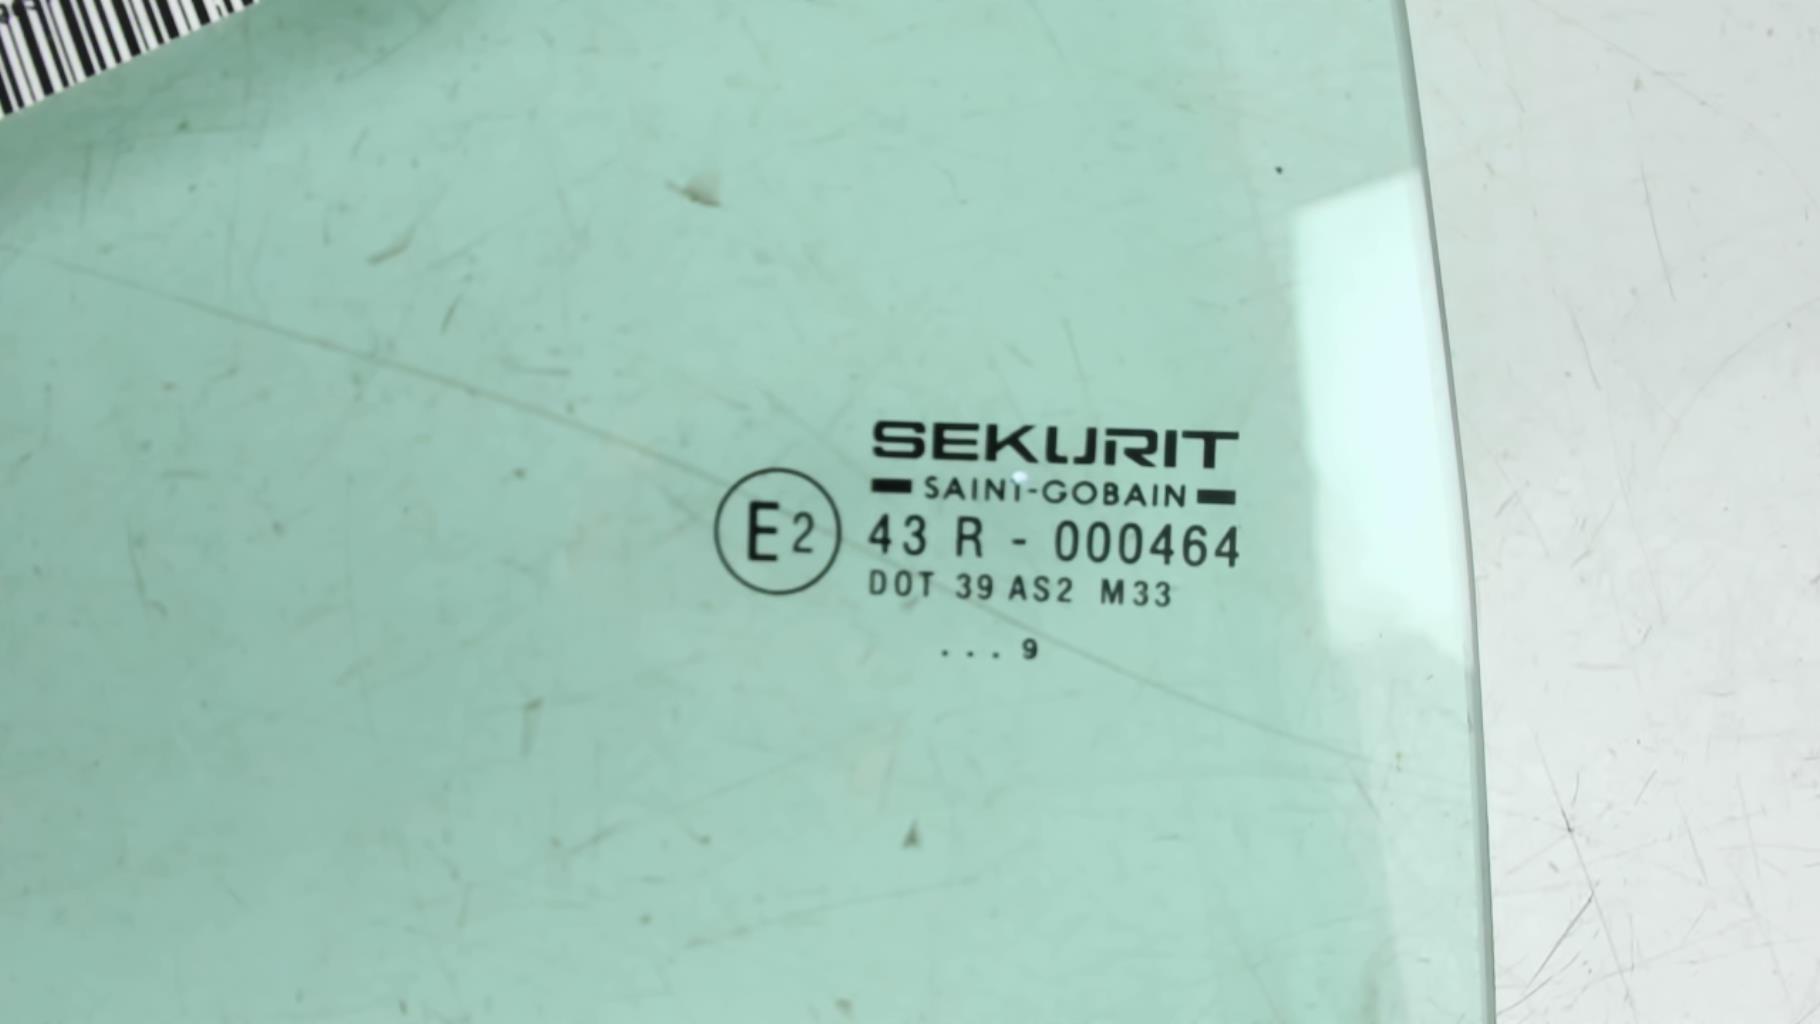 SEKURIT
SAINT-GOBAIN
E2 43 R - 000464
DOT 39 AS2 M33
... 9